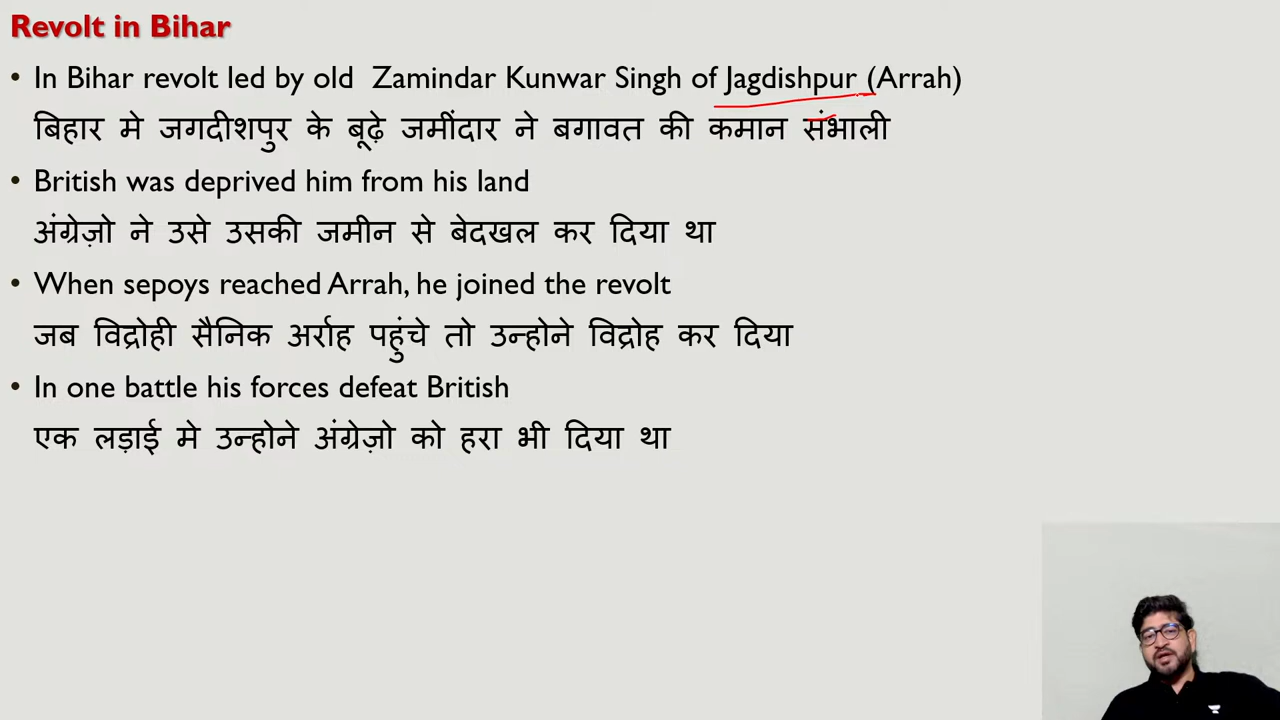 Revolt in Bihar
• In Bihar revolt led by old Zamindar Kunwar Singh of Jagdishpur (Arrah)
बिहार मे जगदीशपुर के बूढ़े जमींदार ने बगावत की कमान संभाली
• British was deprived him from his land
अंग्रेज़ो ने उसे उसकी जमीन से बेदखल कर दिया था
• When sepoys reached Arrah, he joined the revolt
जब विद्रोही सैनिक अर्राह पहुंचे तो उन्होने विद्रोह कर दिया
• In one battle his forces defeat British
एक लड़ाई मे उन्होने अंग्रेज़ो को हरा भी दिया था